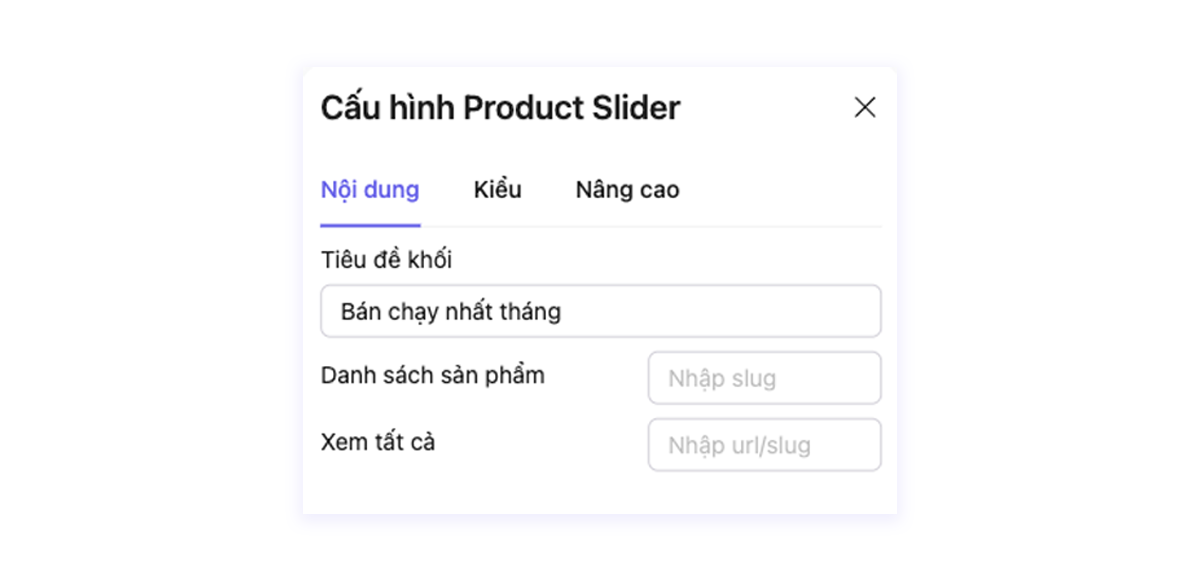 Cấu hình Product Slider
Nội dung Kiểu Nâng cao
Tiêu đề khối
Bán chạy nhất tháng
Danh sách sản phẩm Nhập slug
Xem tất cả Nhập url/slug